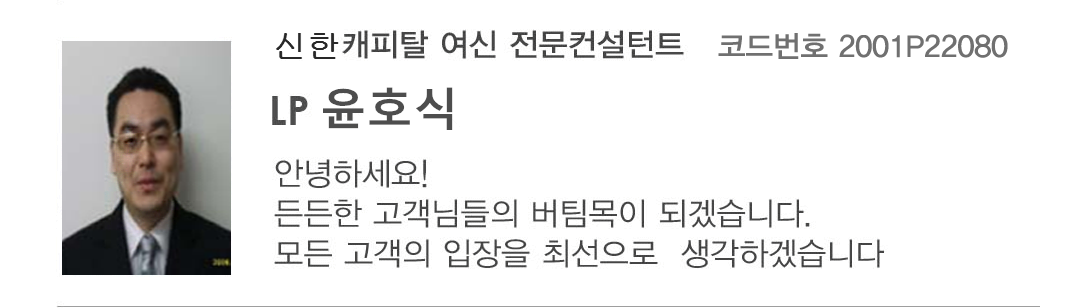 신한캐피탈 여신 전문컨설턴트 코드번호 2001P22080
LP 윤호식
안녕하세요!
든든한 고객님들의 버팀목이 되겠습니다.
모든 고객의 입장을 최선으로 생각하겠습니다